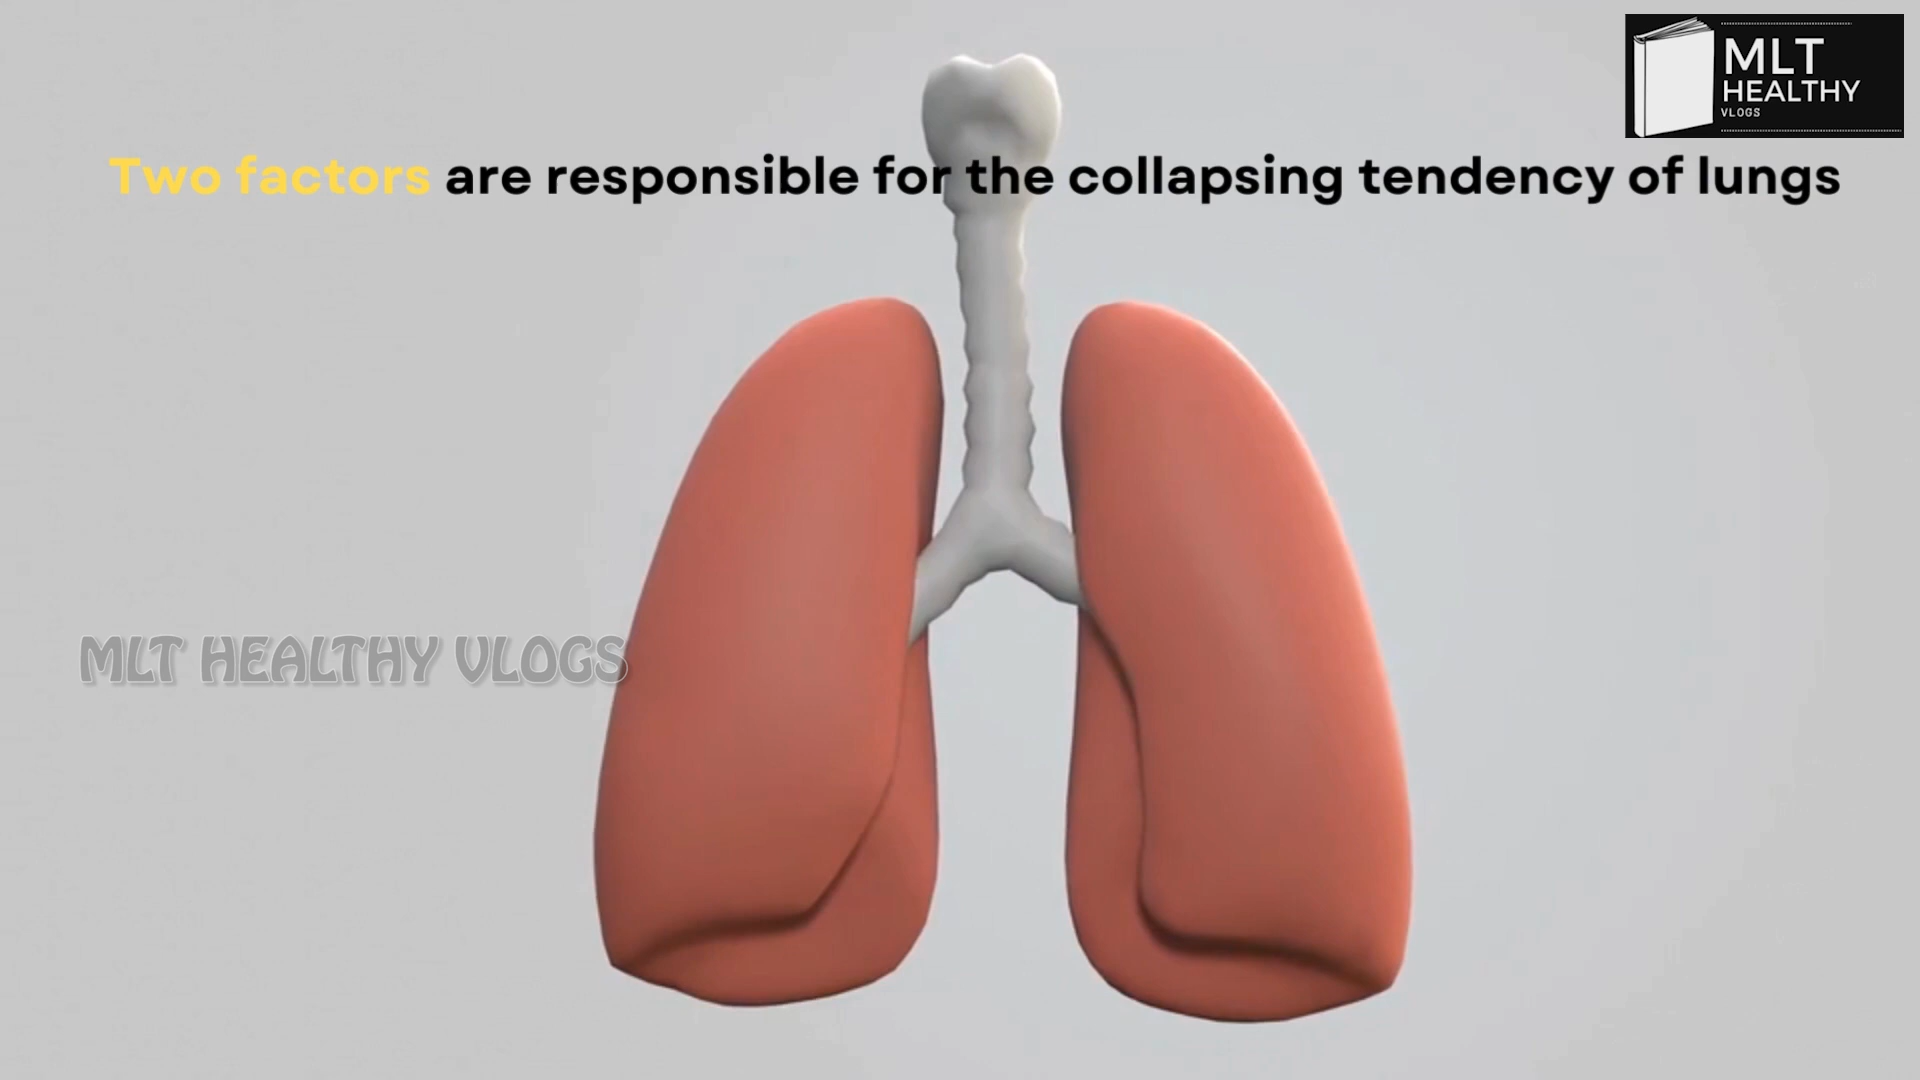 MLT
HEALTHY
VLOGS
Two factors are responsible for the collapsing tendency of lungs
MLT HEALTHY VLOGS